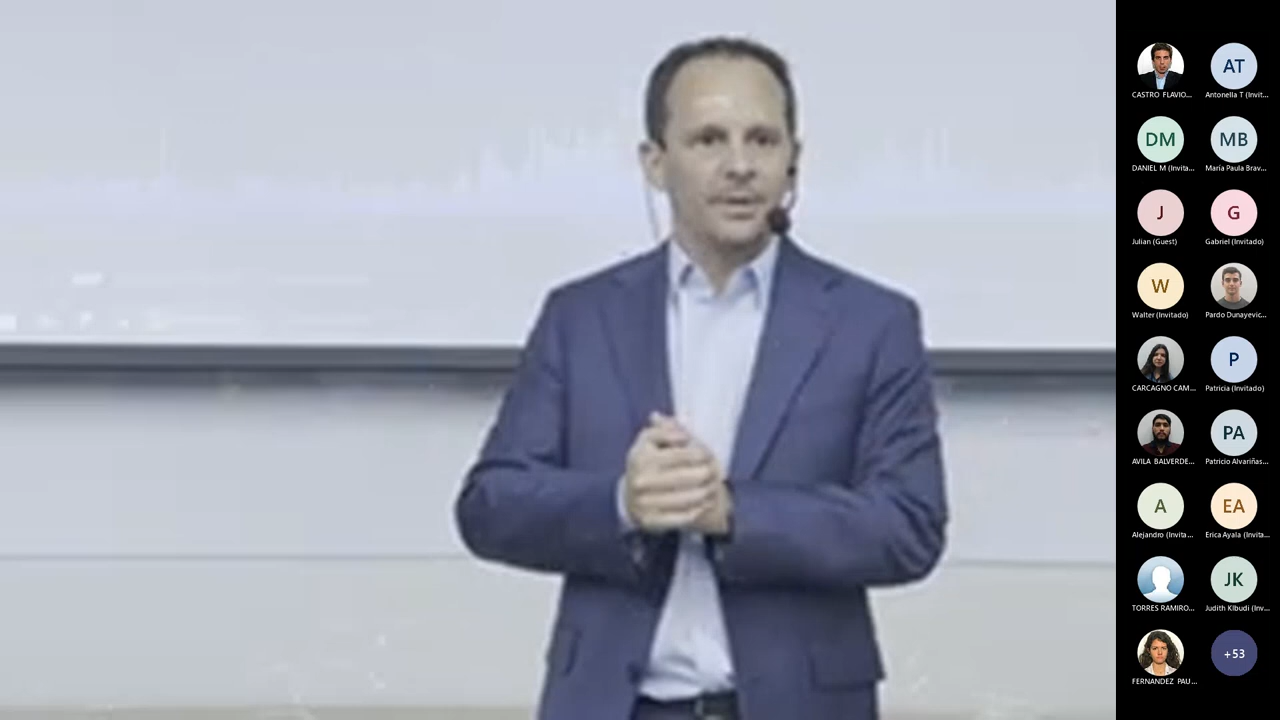 CASTRO FLAVIO...
AT
Antonella T (Invit...
DM
DANIEL M (Invita...
MB
María Paula Brav...
J
Julian (Guest)
G
Gabriel (Invitado)
W
Walter (Invitado)
Pardo Dunayevic...
CARCAGNO CAM...
P
Patricia (Invitado)
AVILA BALVERDE...
PA
Patricio Alvariñas...
A
Alejandro (Invita...
EA
Erica Ayala (Invita...
TORRES RAMIRO...
JK
Judith Klbudi (Inv...
FERNANDEZ PAU...
+53